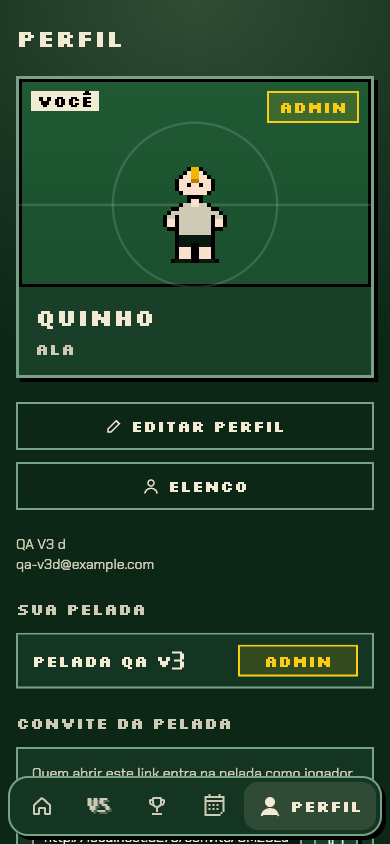 PERFIL
VOCÊ
ADMIN
QUINHO
ALA
EDITAR PERFIL
ELENCO
QA V3 d
qa-v3d@example.com
SUA PELADA
PELADA QA V3
ADMIN
CONVITE DA PELADA
Quem abrir este link entra na pelada como jogador
VS
PERFIL